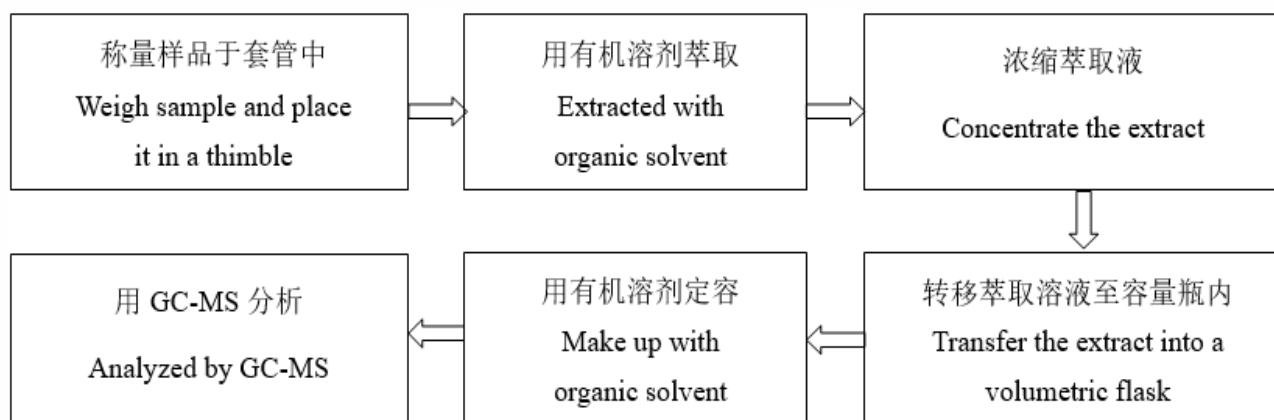 称量样品于套管中
Weigh sample and place
it in a thimble
用有机溶剂萃取
Extracted with
organic solvent
浓缩萃取液
Concentrate the extract
转移萃取溶液至容量瓶内
Transfer the extract into a
volumetric flask
用有机溶剂定容
Make up with
organic solvent
用 GC-MS 分析
Analyzed by GC-MS